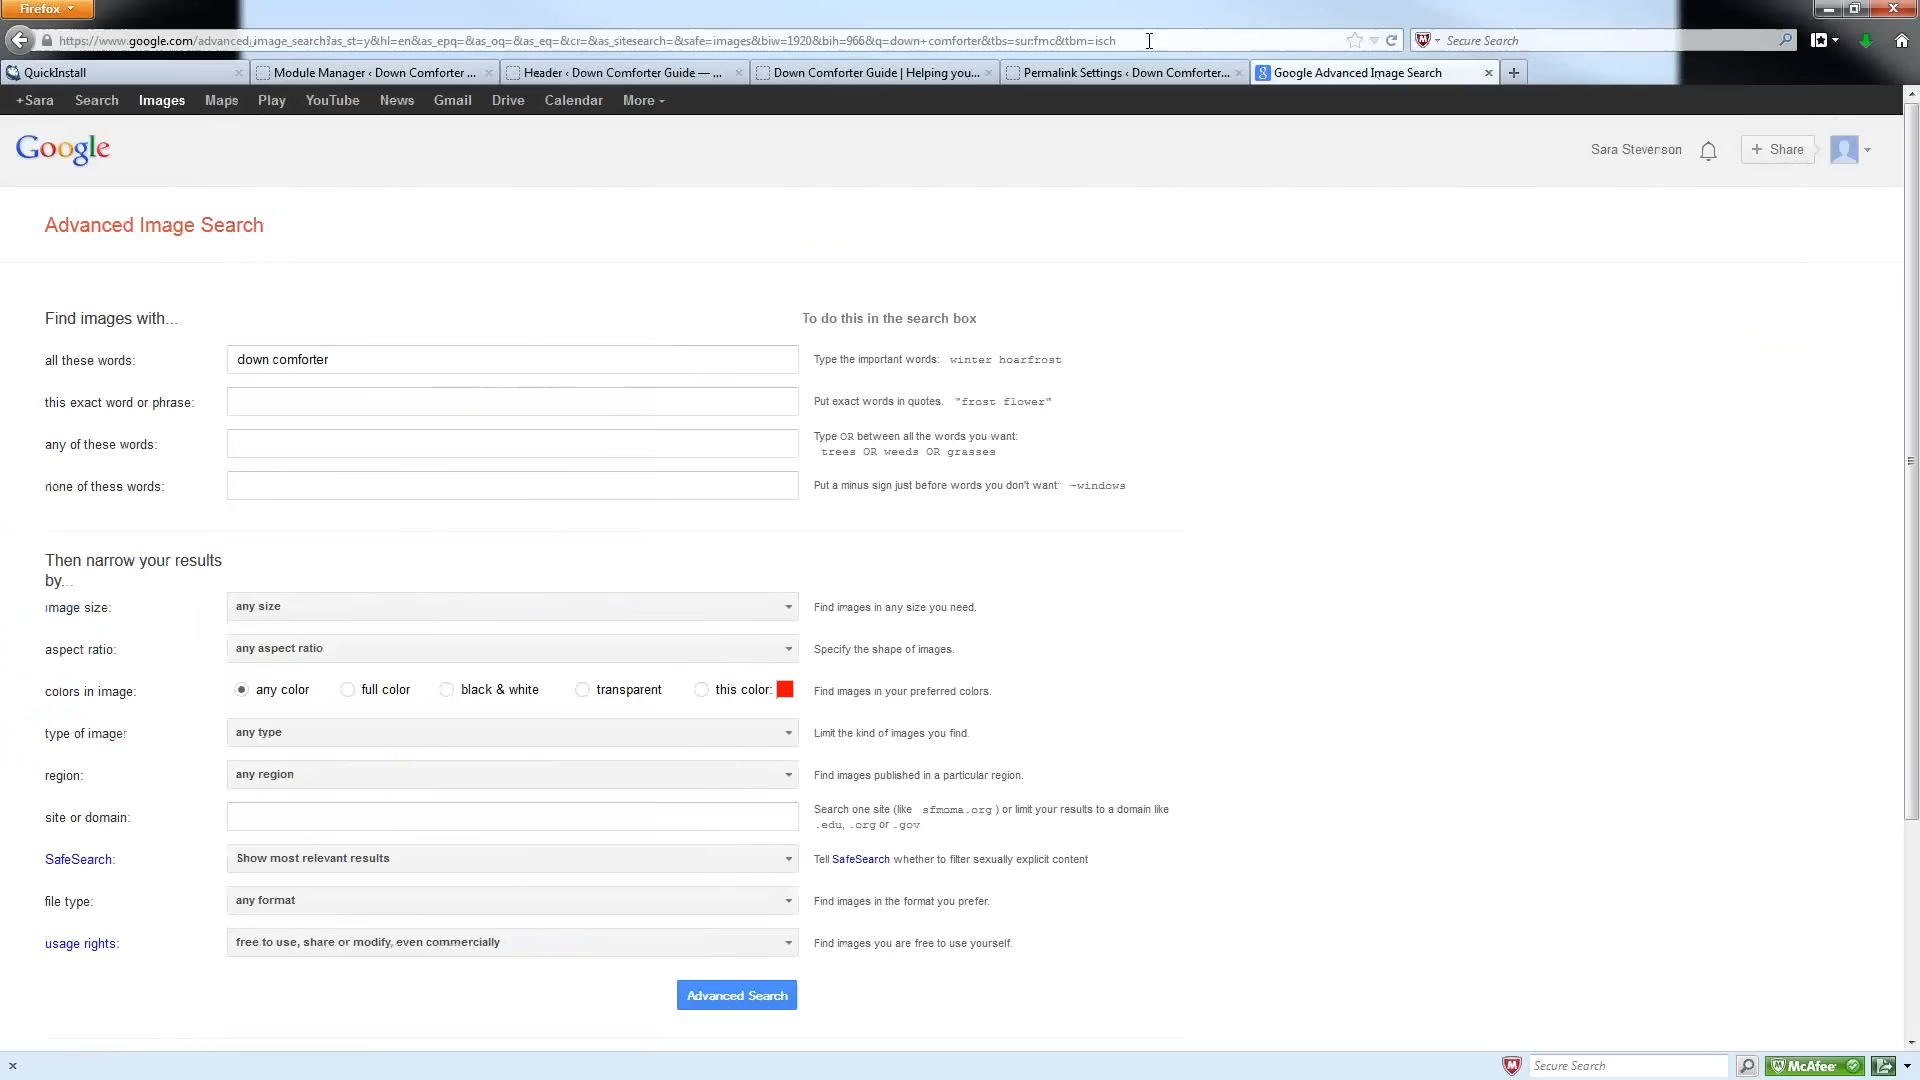 Firefox
https://www.google.com/advanced_image_search?as_st=y&hl=en&as_epq=&as_oq=&as_eq=&cr=&as_sitesearch=&safe=images&biw=1920&bih=966&q=down+comforter&tbs=sur:fmc&tbm=isch
Secure Search
QuickInstall
Module Manager ‹ Down Comforter ...
Header ‹ Down Comforter Guide — ...
Down Comforter Guide | Helping you...
Permalink Settings ‹ Down Comforter...
Google Advanced Image Search
+Sara Search Images Maps Play YouTube News Gmail Drive Calendar More
Google
Sara Stevenson
+ Share
Advanced Image Search
Find images with...
To do this in the search box
all these words:
down comforter
Type the important words: winter hoarfrost
this exact word or phrase:
Put exact words in quotes. "frost flower"
any of these words:
Type OR between all the words you want:
trees OR weeds OR grasses
none of these words:
Put a minus sign just before words you don't want: -windows
Then narrow your results
by...
image size:
any size
Find images in any size you need.
aspect ratio:
any aspect ratio
Specify the shape of images.
colors in image:
any color full color black & white transparent this color:
Find images in your preferred colors.
type of image:
any type
Limit the kind of images you find.
region:
any region
Find images published in a particular region.
site or domain:
Search one site (like sfmoma.org ) or limit your results to a domain like
.edu, .org or .gov
SafeSearch:
Show most relevant results
Tell SafeSearch whether to filter sexually explicit content
file type:
any format
Find images in the format you prefer.
usage rights:
free to use, share or modify, even commercially
Find images you are free to use yourself.
Advanced Search
Secure Search
McAfee